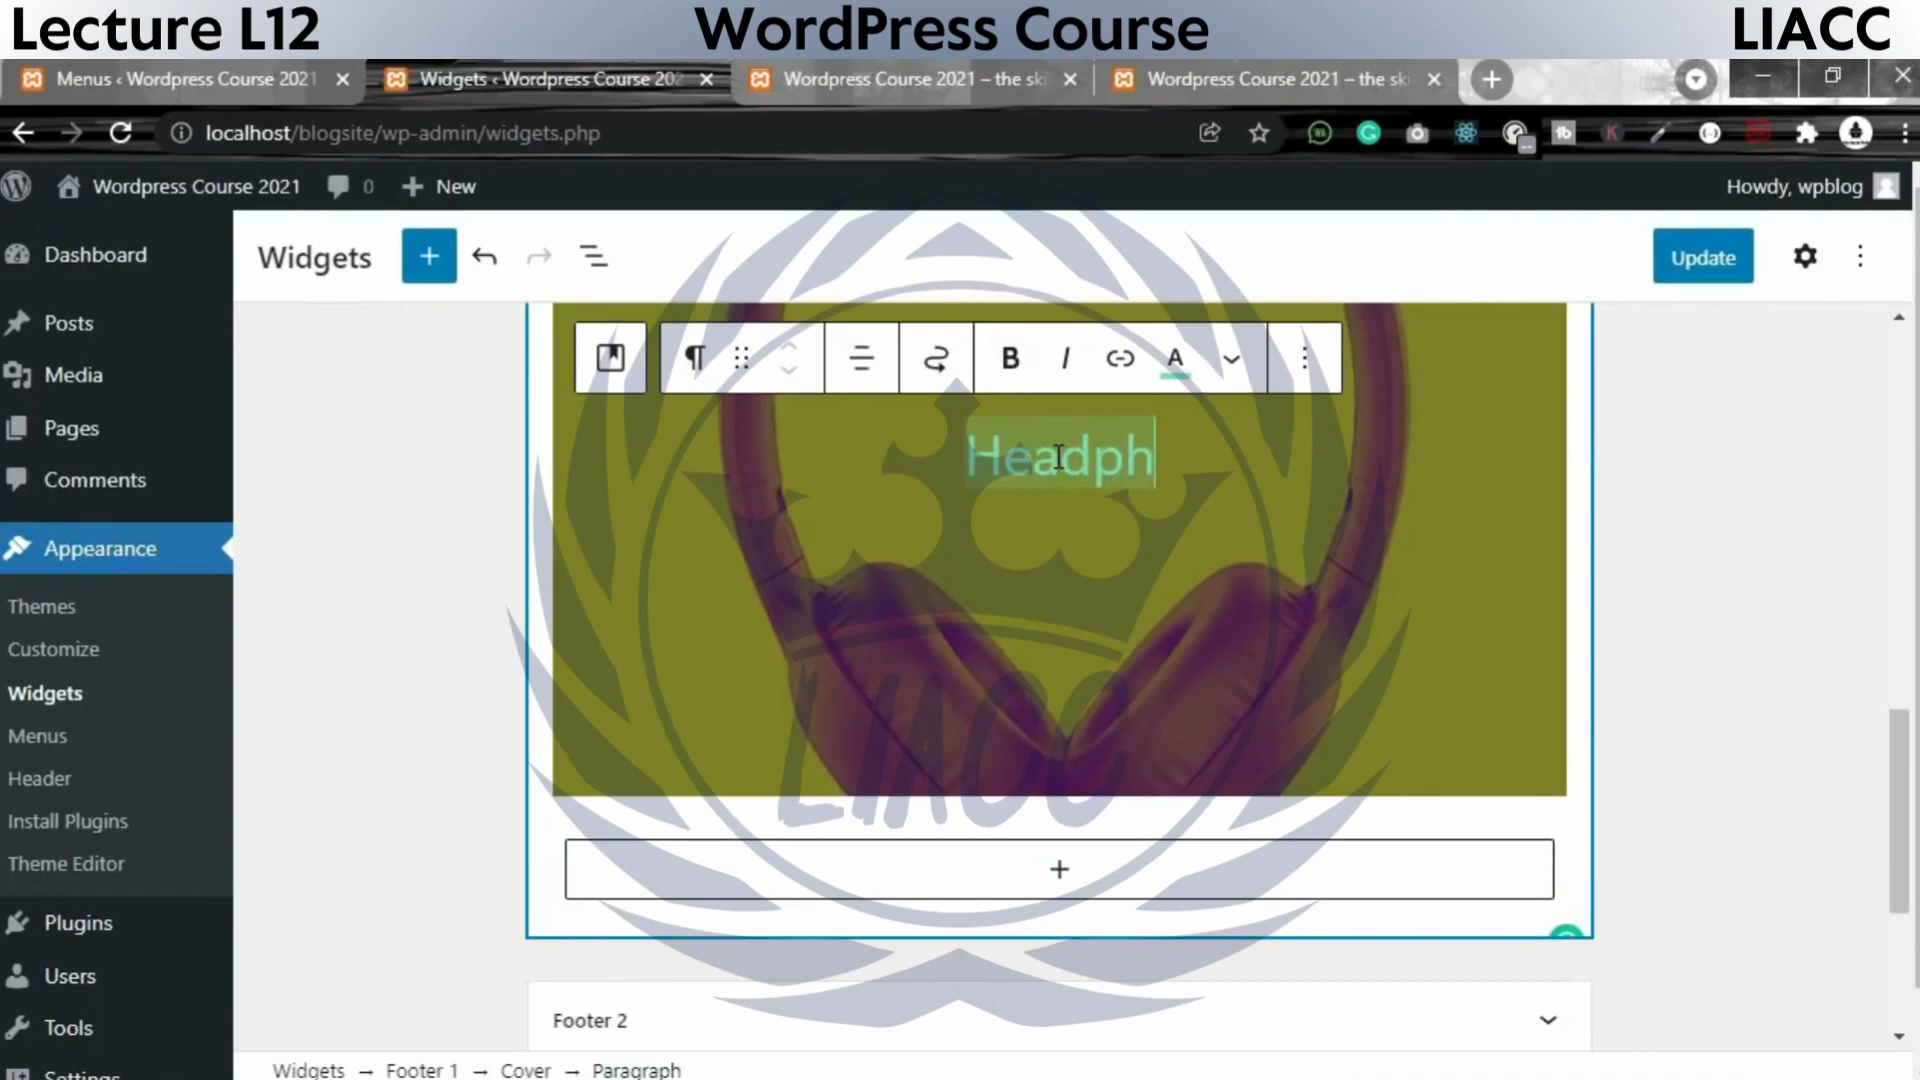 Lecture L12
WordPress Course
LIACC
Menus ‹ Wordpress Course 2021
Widgets ‹ Wordpress Course 202
Wordpress Course 2021 – the ski
Wordpress Course 2021 – the ski
localhost/blogsite/wp-admin/widgets.php
Wordpress Course 2021
0
New
Howdy, wpblog
Dashboard
Posts
Media
Pages
Comments
Appearance
Themes
Customize
Widgets
Menus
Header
Install Plugins
Theme Editor
Plugins
Users
Tools
Settings
Widgets
Update
B I A
Headph
LIACC
Footer 2
Widgets → Footer 1 → Cover → Paragraph